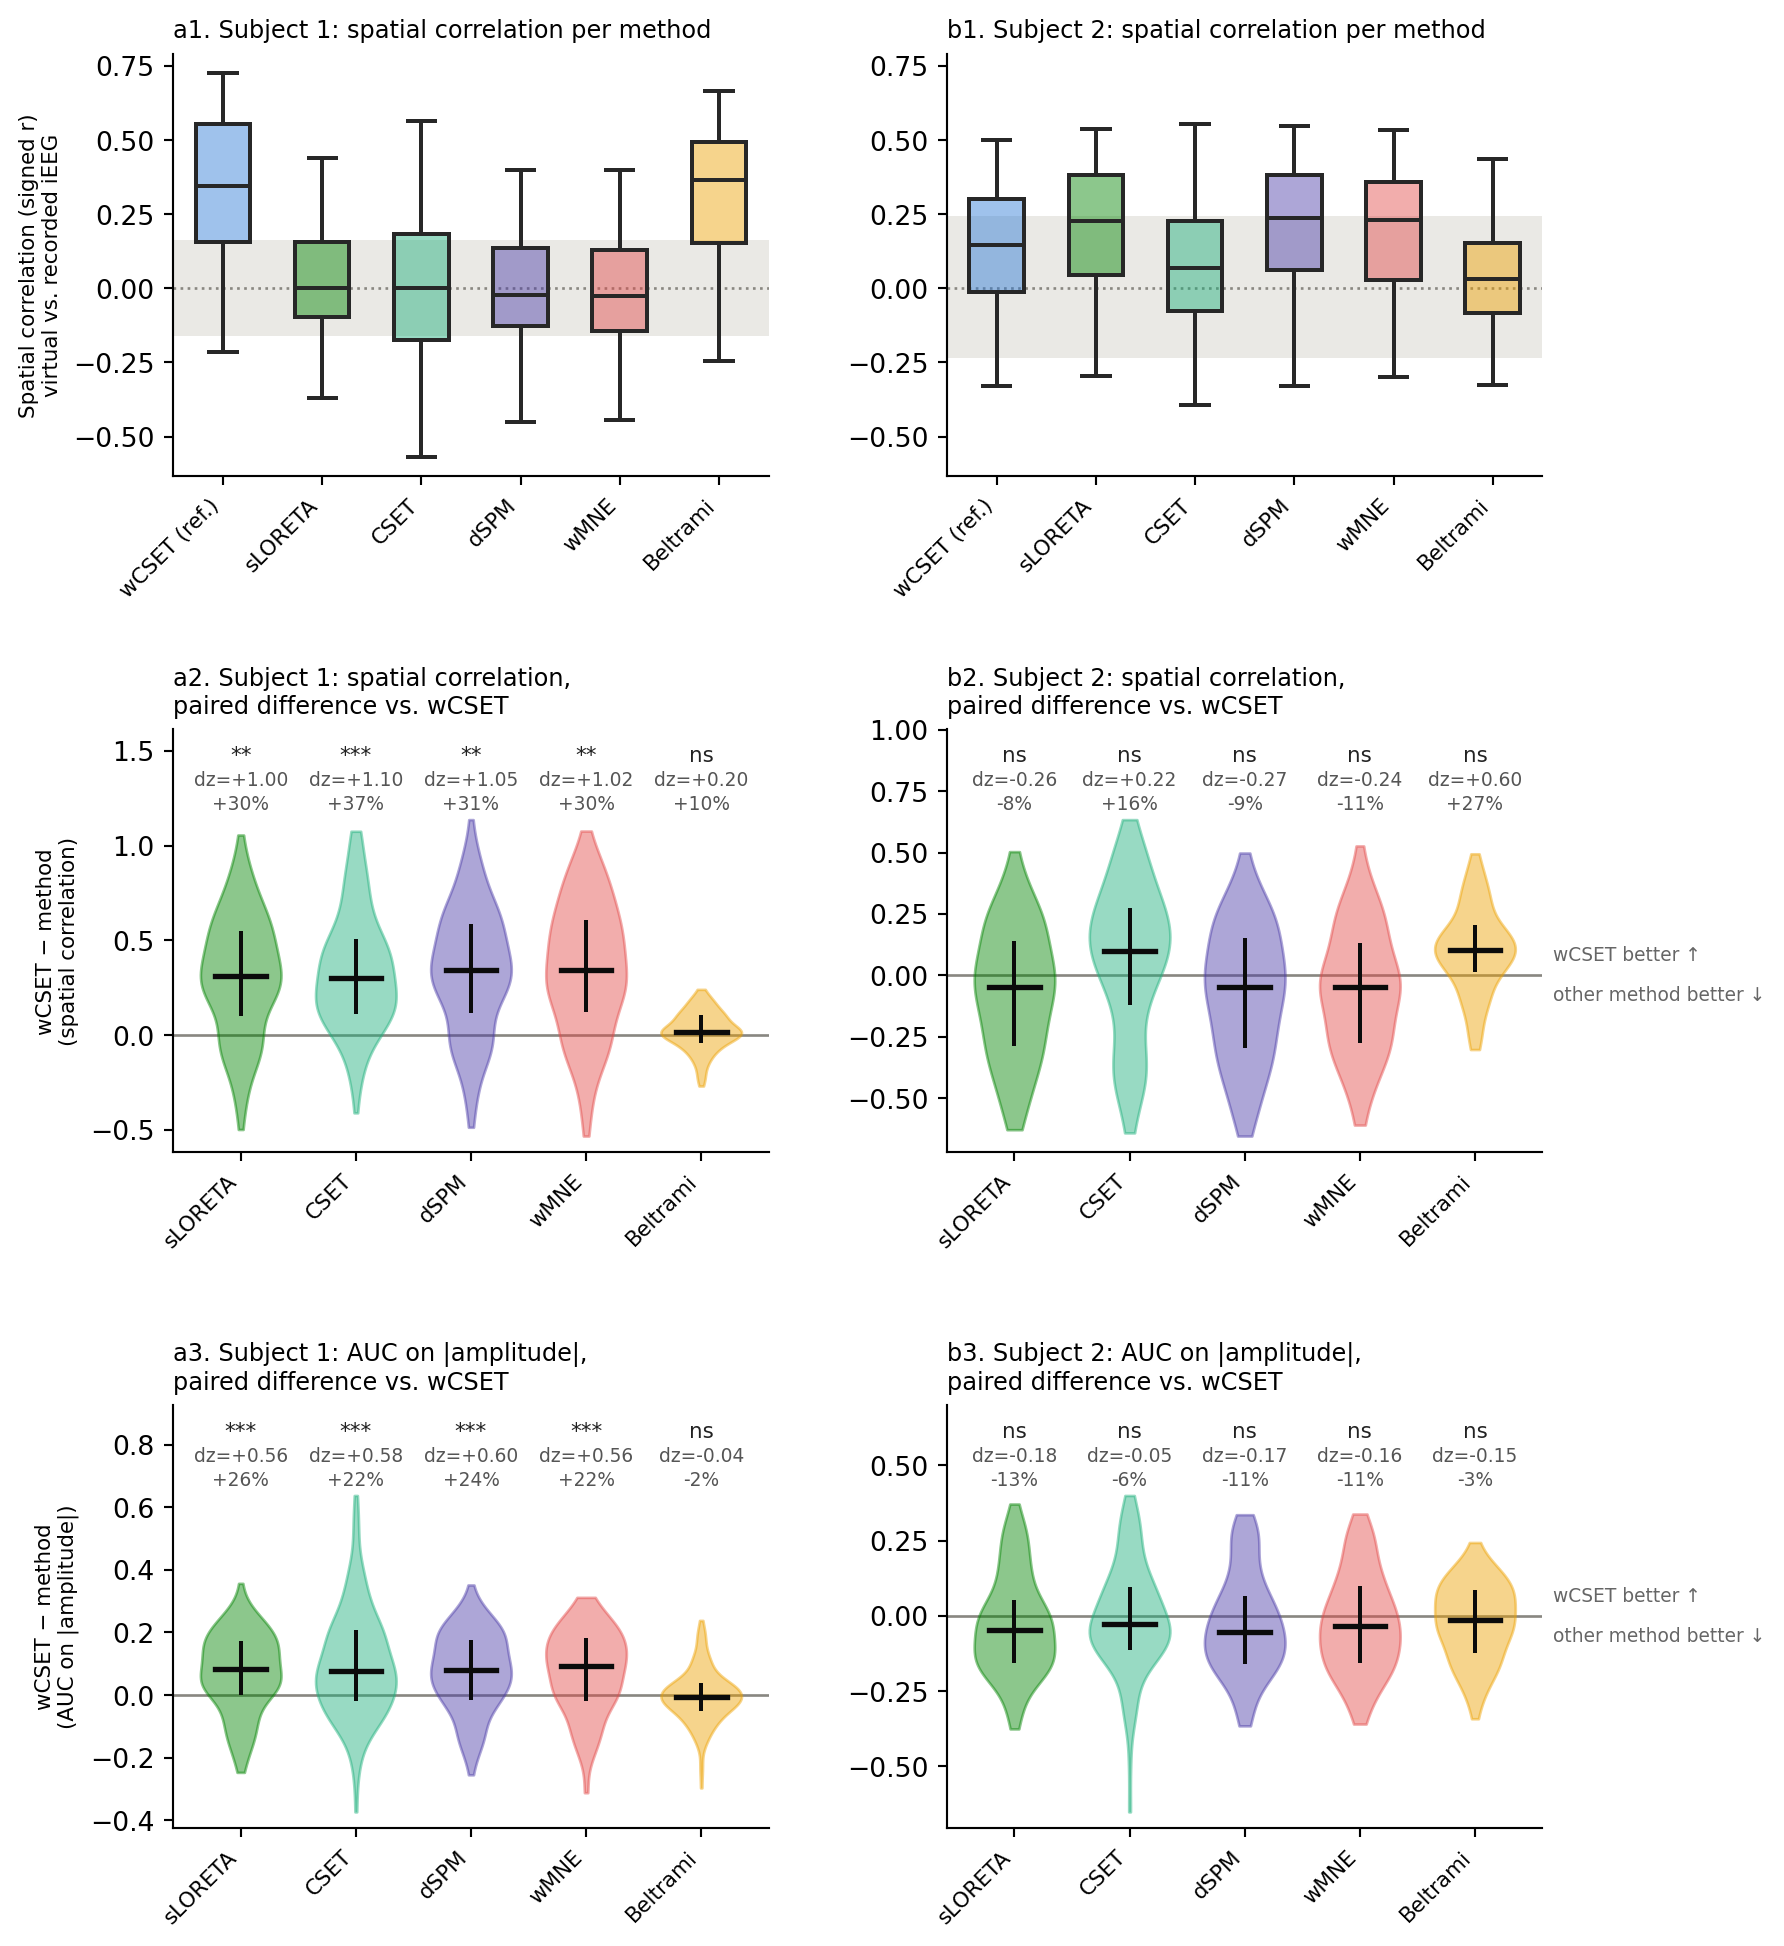 a1. Subject 1: spatial correlation per method
Spatial correlation (signed r)
virtual vs. recorded iEEG
0.75
0.50
0.25
0.00
−0.25
−0.50
wCSET (ref.)
sLORETA
CSET
dSPM
wMNE
Beltrami
b1. Subject 2: spatial correlation per method
0.75
0.50
0.25
0.00
−0.25
−0.50
wCSET (ref.)
sLORETA
CSET
dSPM
wMNE
Beltrami
a2. Subject 1: spatial correlation,
paired difference vs. wCSET
wCSET − method
(spatial correlation)
1.5
1.0
0.5
0.0
−0.5
** *** ** ** ns
dz=+1.00 dz=+1.10 dz=+1.05 dz=+1.02 dz=+0.20
+30% +37% +31% +30% +10%
sLORETA
CSET
dSPM
wMNE
Beltrami
b2. Subject 2: spatial correlation,
paired difference vs. wCSET
1.00
0.75
0.50
0.25
0.00
−0.25
−0.50
ns ns ns ns ns
dz=-0.26 dz=+0.22 dz=-0.27 dz=-0.24 dz=+0.60
-8% +16% -9% -11% +27%
wCSET better ↑
other method better ↓
sLORETA
CSET
dSPM
wMNE
Beltrami
a3. Subject 1: AUC on |amplitude|,
paired difference vs. wCSET
wCSET − method
(AUC on |amplitude|)
0.8
0.6
0.4
0.2
0.0
−0.2
−0.4
*** *** *** *** ns
dz=+0.56 dz=+0.58 dz=+0.60 dz=+0.56 dz=-0.04
+26% +22% +24% +22% -2%
sLORETA
CSET
dSPM
wMNE
Beltrami
b3. Subject 2: AUC on |amplitude|,
paired difference vs. wCSET
0.50
0.25
0.00
−0.25
−0.50
ns ns ns ns ns
dz=-0.18 dz=-0.05 dz=-0.17 dz=-0.16 dz=-0.15
-13% -6% -11% -11% -3%
wCSET better ↑
other method better ↓
sLORETA
CSET
dSPM
wMNE
Beltrami